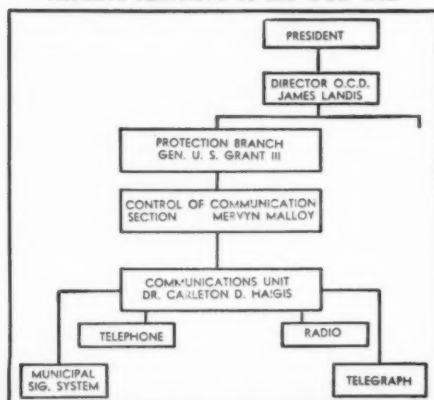 PRESIDENT
DIRECTOR O.C.D.
JAMES LANDIS
PROTECTION BRANCH
GEN. U. S. GRANT III
CONTROL OF COMMUNICATION
SECTION MERVYN MALLOY
COMMUNICATIONS UNIT
DR. CARLETON D. HAIGIS
TELEPHONE
RADIO
MUNICIPAL
SIG. SYSTEM
TELEGRAPH